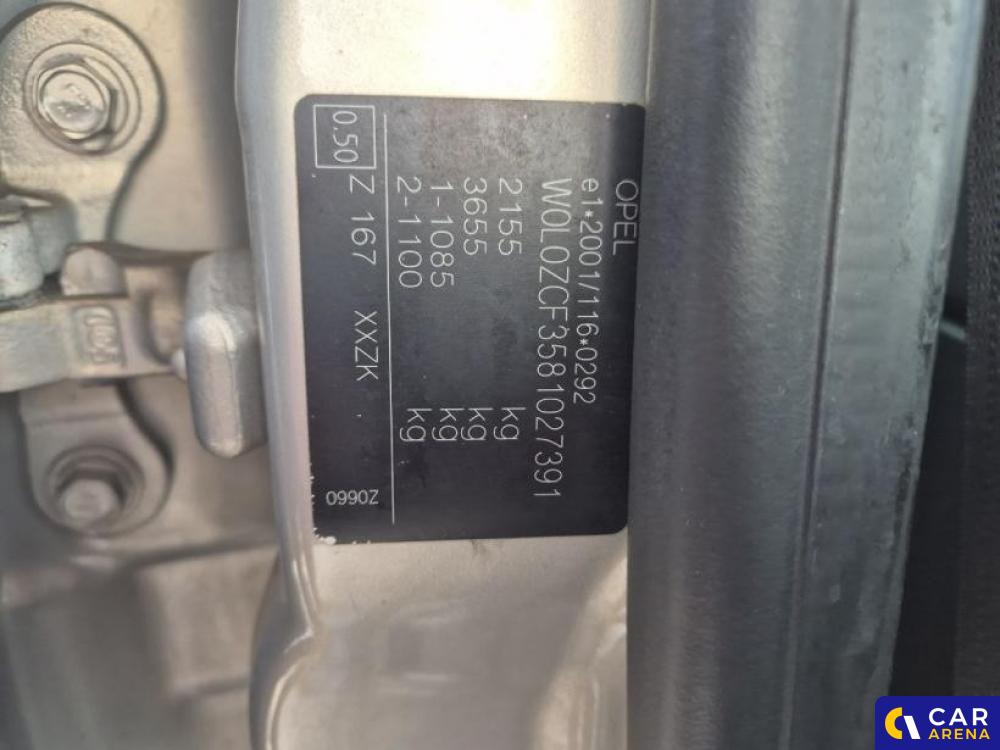 OPEL
e1*2001/116*0292
W0L0ZCF3581027391
2155 kg
3655 kg
1-1085 kg
2-1100 kg
0.50 Z 167 XXZK
Z0660
CAR
ARENA